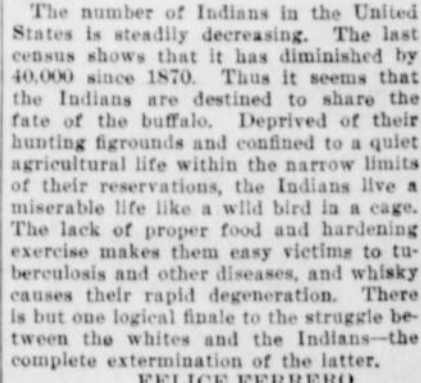 The number of Indians in the United
States is steadily decreasing. The last
census shows that it has diminished by
40,000 since 1870. Thus it seems that
the Indians are destined to share the
fate of the buffalo. Deprived of their
hunting figrounds and confined to a quiet
agricultural life within the narrow limits
of their reservations, the Indians live a
miserable life like a wild bird in a cage.
The lack of proper food and hardening
exercise makes them easy victims to tu-
berculosis and other diseases, and whisky
causes their rapid degeneration. There
is but one logical finale to the struggle be-
tween the whites and the Indians—the
complete extermination of the latter.
FELICE FERRERO